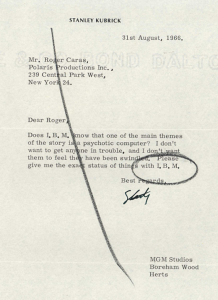 STANLEY KUBRICK
31st August, 1966.
Mr. Roger Caras,
Polaris Productions Inc.,
239 Central Park West,
New York 24.
Dear Roger,
Does I,B,M, know that one of the main themes
of the story is a psychotic computer? I don't
want to get anyone in trouble, and I don't want
them to feel they have been swindled. Please
give me the exact status of things with I,B,M,
Best regards,
MGM Studios
Boreham Wood
Herts